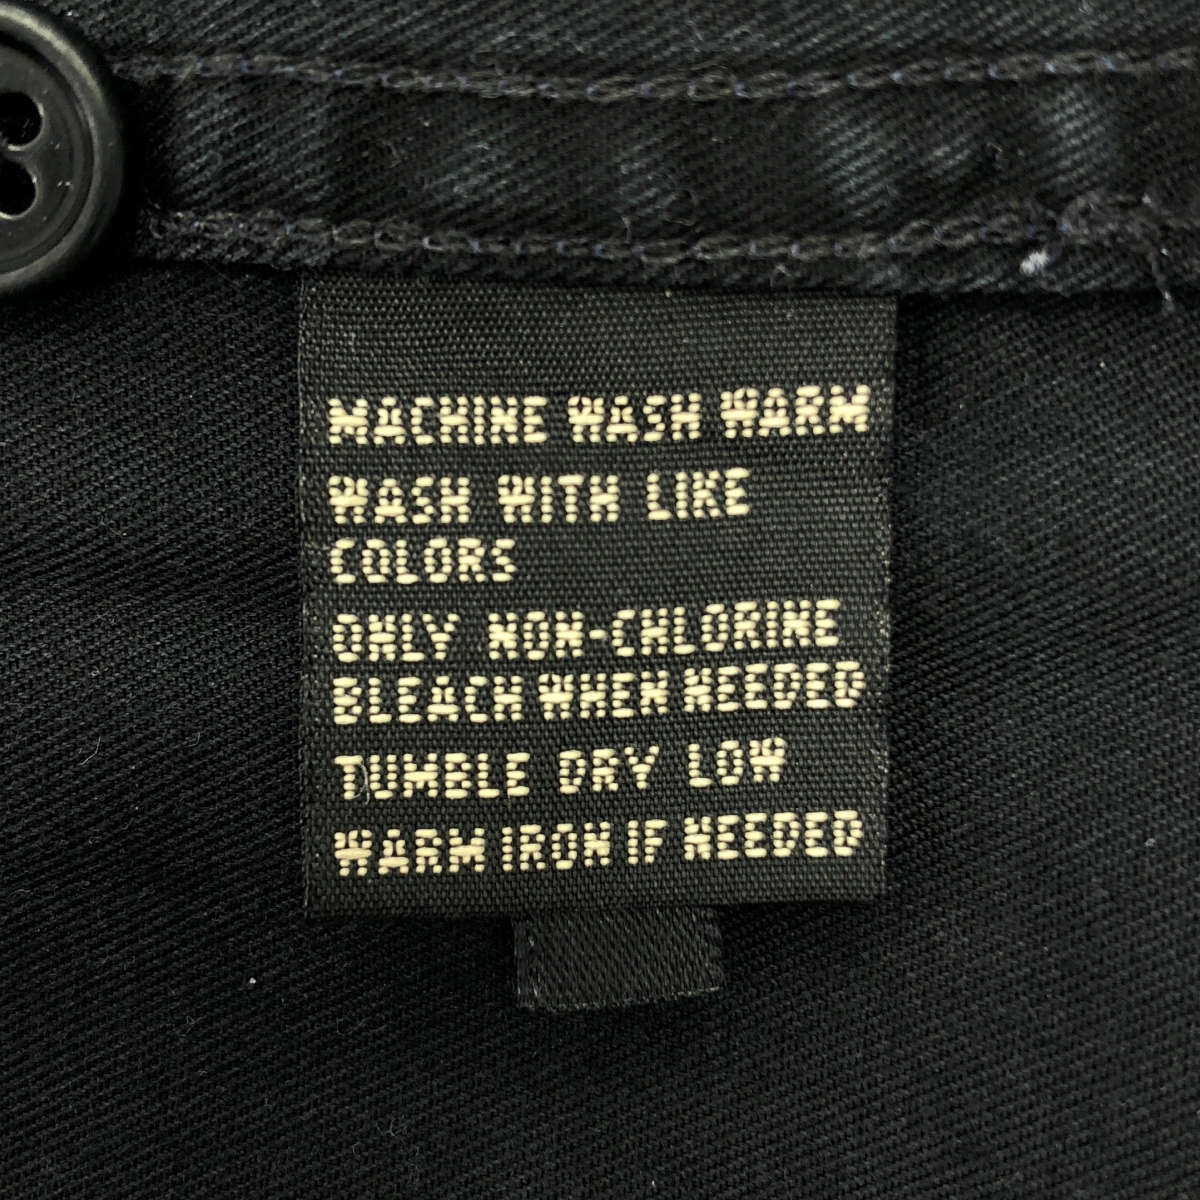 MACHINE WASH WARM
WASH WITH LIKE
COLORS
ONLY NON-CHLORINE
BLEACH WHEN NEEDED
TUMBLE DRY LOW
WARM IRON IF NEEDED